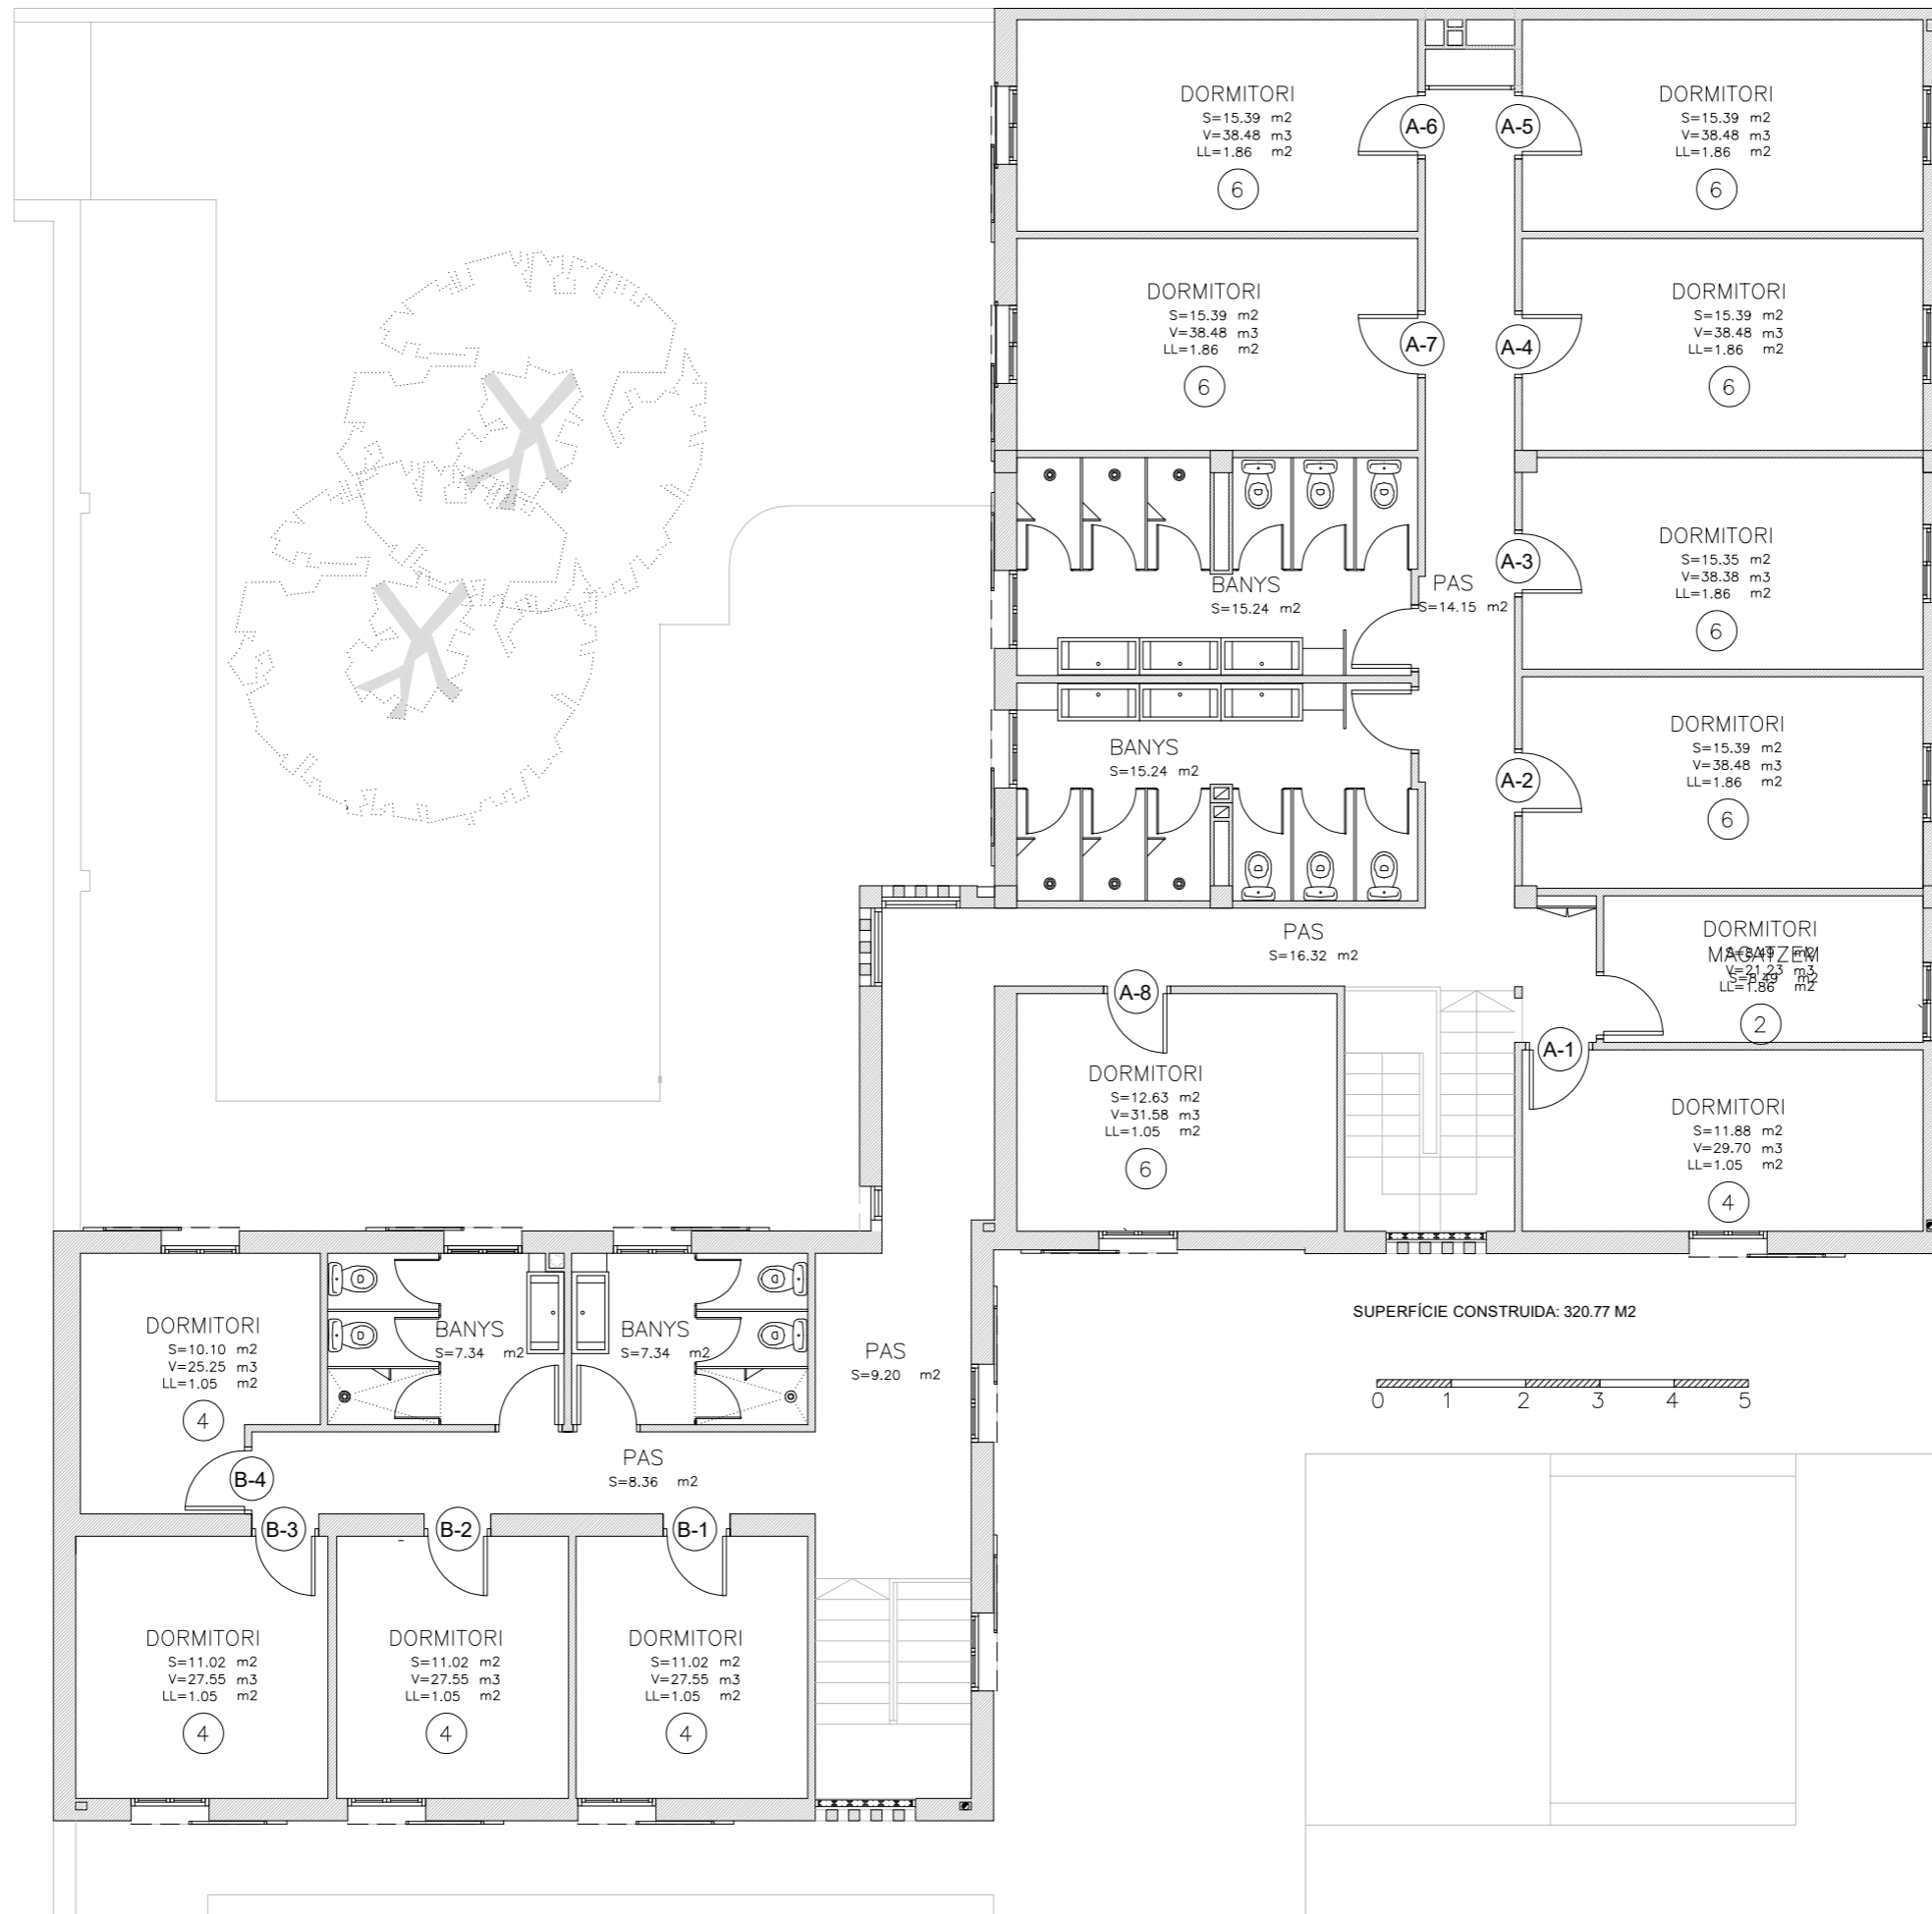 DORMITORI
S=15.39 m2
V=38.48 m3
LL=1.86 m2
6
A-6
A-5
DORMITORI
S=15.39 m2
V=38.48 m3
LL=1.86 m2
6
DORMITORI
S=15.39 m2
V=38.48 m3
LL=1.86 m2
6
A-7
A-4
DORMITORI
S=15.39 m2
V=38.48 m3
LL=1.86 m2
6
BANYS
S=15.24 m2
PAS
S=14.15 m2
A-3
DORMITORI
S=15.35 m2
V=38.38 m3
LL=1.86 m2
6
BANYS
S=15.24 m2
A-2
DORMITORI
S=15.39 m2
V=38.48 m3
LL=1.86 m2
6
PAS
S=16.32 m2
DORMITORI
MAGATZEM
S=8.49 m2
V=21.23 m3
S=8.49 m2
LL=1.86 m2
2
A-8
DORMITORI
S=12.63 m2
V=31.58 m3
LL=1.05 m2
6
A-1
DORMITORI
S=11.88 m2
V=29.70 m3
LL=1.05 m2
4
SUPERFÍCIE CONSTRUIDA: 320.77 M2
0 1 2 3 4 5
DORMITORI
S=10.10 m2
V=25.25 m3
LL=1.05 m2
4
BANYS
S=7.34 m2
BANYS
S=7.34 m2
PAS
S=9.20 m2
PAS
S=8.36 m2
B-4
B-3
B-2
B-1
DORMITORI
S=11.02 m2
V=27.55 m3
LL=1.05 m2
4
DORMITORI
S=11.02 m2
V=27.55 m3
LL=1.05 m2
4
DORMITORI
S=11.02 m2
V=27.55 m3
LL=1.05 m2
4